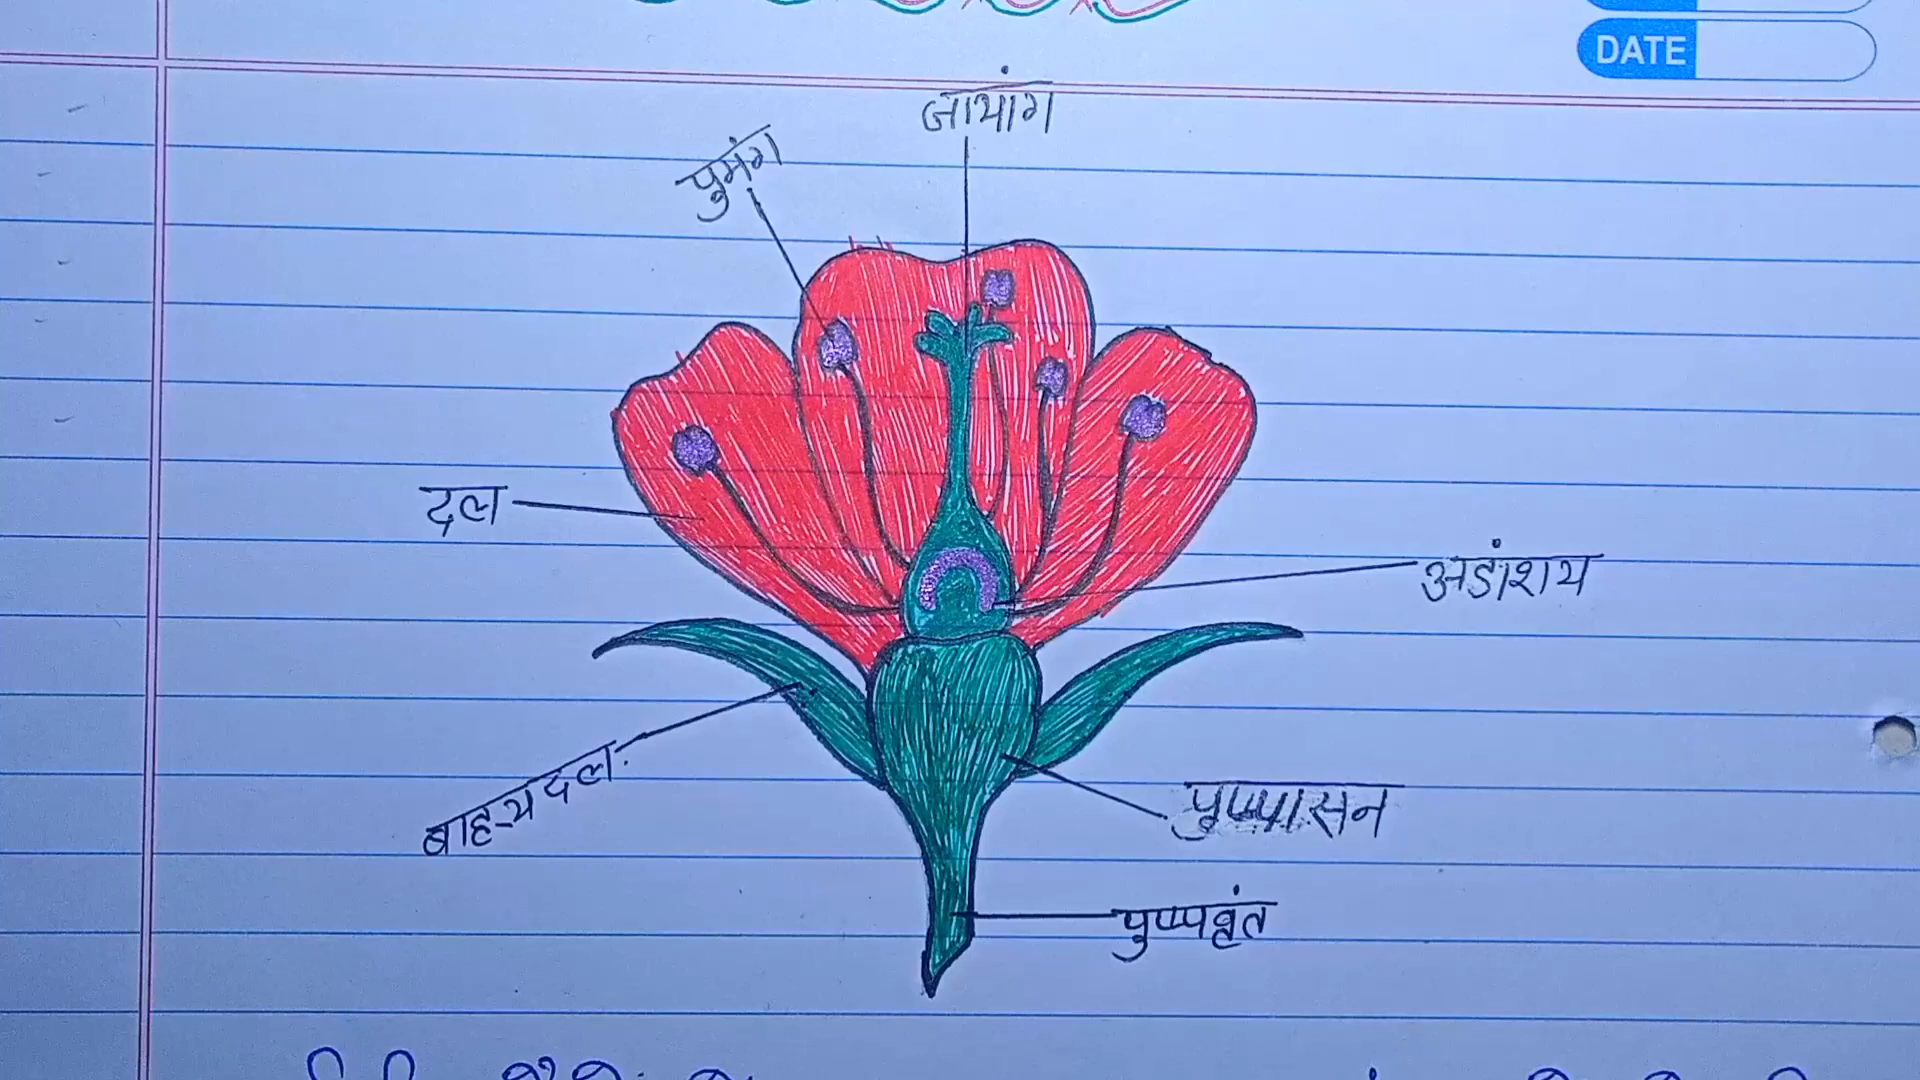 DATE
जायांग
पुमंग
दल
अडांशय
बाह्यदल
पुष्पासन
पुष्पवृंत